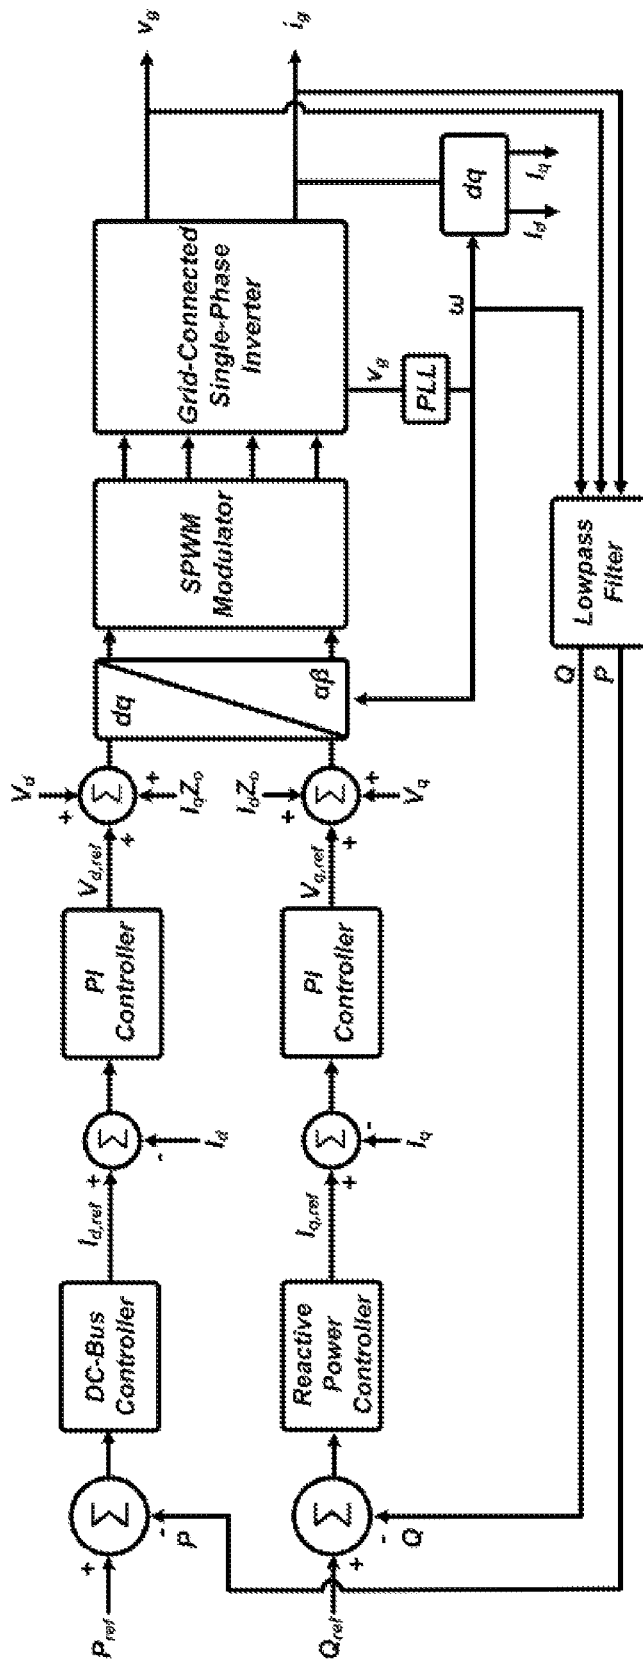 P_ref
+
Σ
-
P
DC-Bus
Controller
I_d,ref
+
Σ
-
I_d
PI
Controller
V_d,ref
+
V_d
+
Σ
+
I_qZ_o
dq
αβ
SPWM
Modulator
Grid-Connected
Single-Phase
Inverter
v_g
i_g
Q_ref
+
Σ
-
Q
Reactive
Power
Controller
I_q,ref
+
Σ
-
I_q
PI
Controller
V_q,ref
+
I_dZ_o
+
Σ
+
V_q
v_g
PLL
ω
dq
I_d
I_q
Q
P
Lowpass
Filter